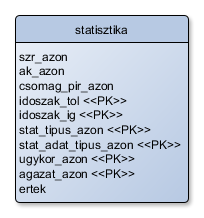 statisztika
szr_azon
ak_azon
csomag_pir_azon
idoszak_tol <<PK>>
idoszak_ig <<PK>>
stat_tipus_azon <<PK>>
stat_adat_tipus_azon <<PK>>
ugykor_azon <<PK>>
agazat_azon <<PK>>
ertek